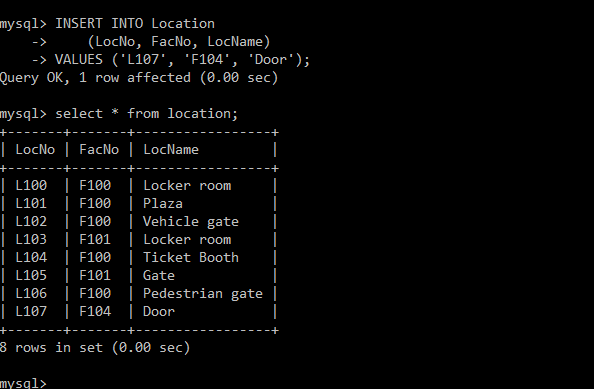 mysql> INSERT INTO Location
    ->     (LocNo, FacNo, LocName)
    -> VALUES ('L107', 'F104', 'Door');
Query OK, 1 row affected (0.00 sec)
mysql> select * from location;
+-------+-------+-----------------+
| LocNo | FacNo | LocName         |
+-------+-------+-----------------+
| L100  | F100  | Locker room     |
| L101  | F100  | Plaza           |
| L102  | F100  | Vehicle gate    |
| L103  | F101  | Locker room     |
| L104  | F100  | Ticket Booth    |
| L105  | F101  | Gate            |
| L106  | F100  | Pedestrian gate |
| L107  | F104  | Door            |
+-------+-------+-----------------+
8 rows in set (0.00 sec)
mysql>